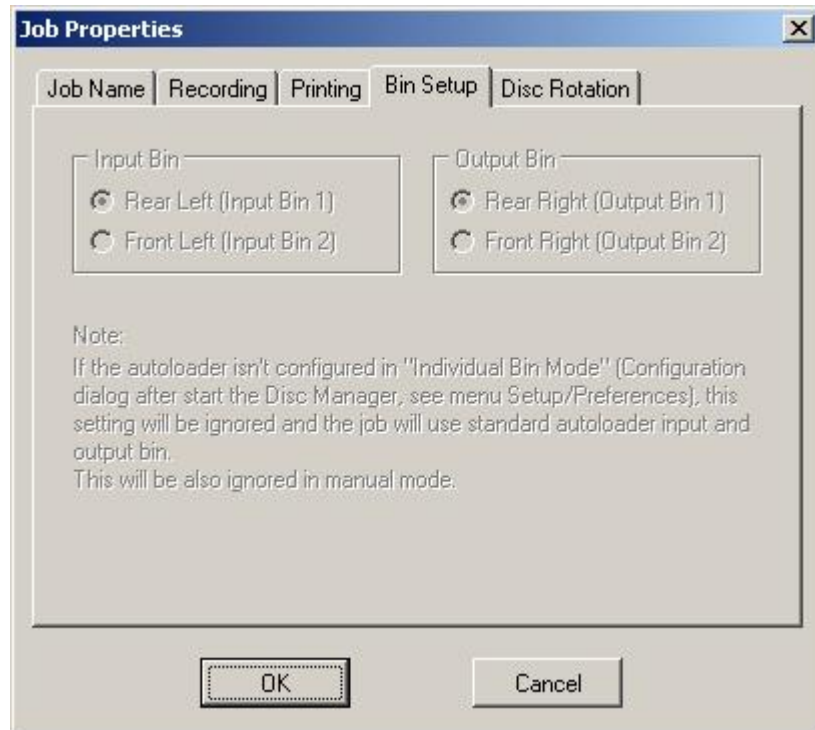 Job Properties
Job Name Recording Printing Bin Setup Disc Rotation
Input Bin Output Bin
Rear Left (Input Bin 1) Rear Right (Output Bin 1)
Front Left (Input Bin 2) Front Right (Output Bin 2)
Note:
If the autoloader isn't configured in "Individual Bin Mode" (Configuration
dialog after start the Disc Manager, see menu Setup/Preferences), this
setting will be ignored and the job will use standard autoloader input and
output bin.
This will be also ignored in manual mode.
OK Cancel